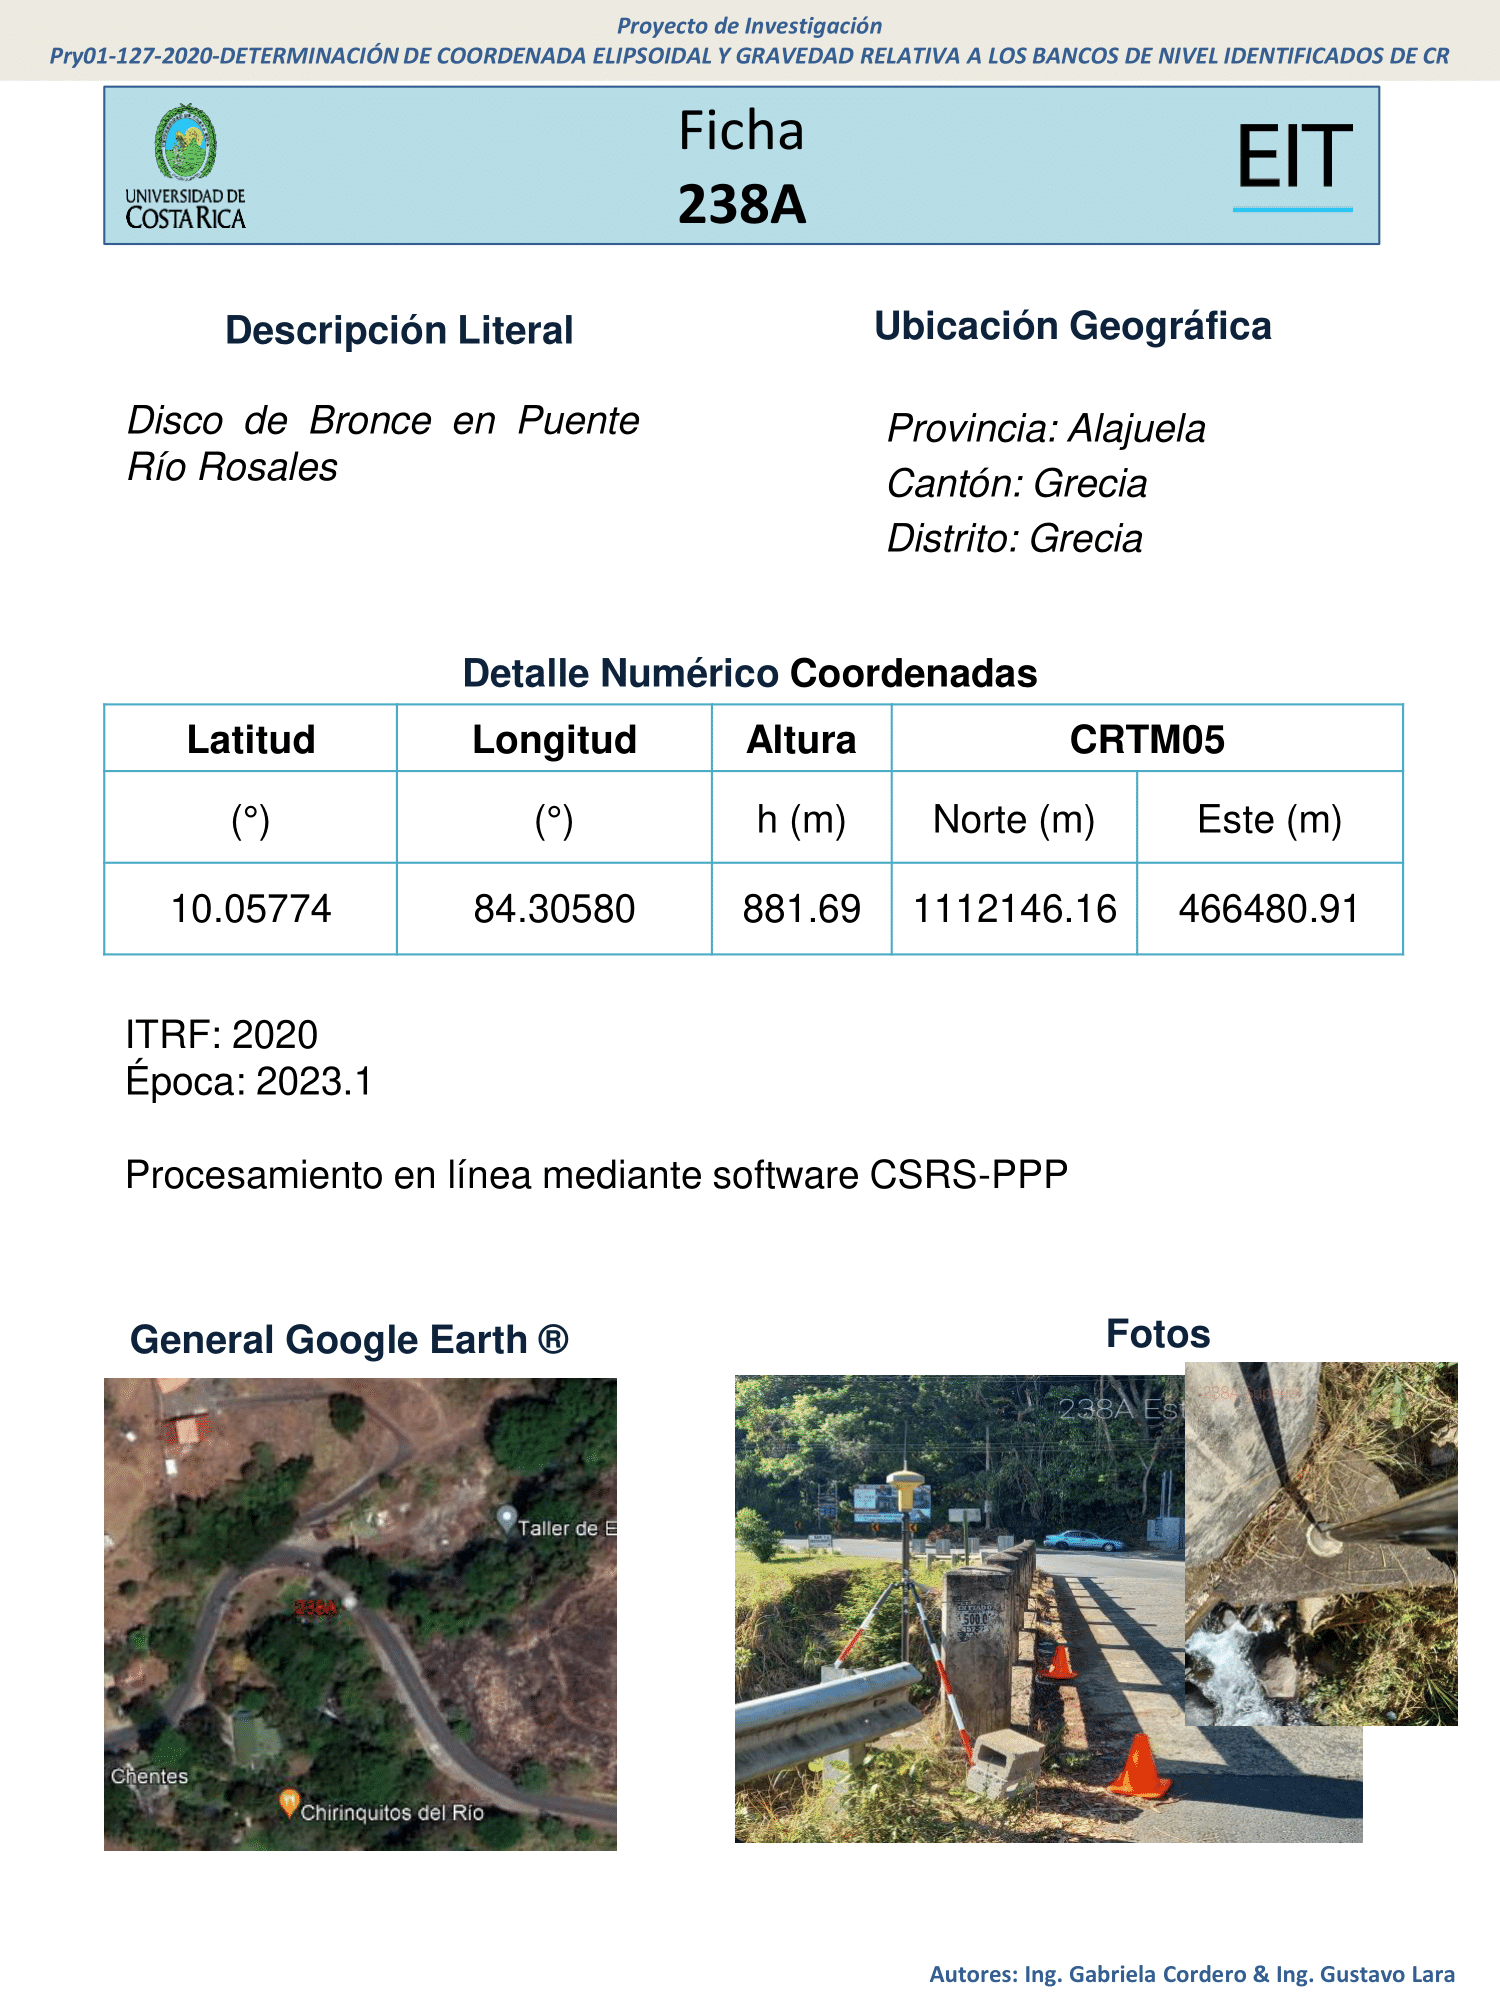 Proyecto de Investigación
Pry01-127-2020-DETERMINACIÓN DE COORDENADA ELIPSOIDAL Y GRAVEDAD RELATIVA A LOS BANCOS DE NIVEL IDENTIFICADOS DE CR
UNIVERSIDAD DE
COSTA RICA
Ficha
238A
EIT
Descripción Literal
Disco de Bronce en Puente
Río Rosales
Ubicación Geográfica
Provincia: Alajuela
Cantón: Grecia
Distrito: Grecia
Detalle Numérico Coordenadas
Latitud Longitud Altura CRTM05
(°) (°) h (m) Norte (m) Este (m)
10.05774 84.30580 881.69 1112146.16 466480.91
ITRF: 2020
Época: 2023.1
Procesamiento en línea mediante software CSRS-PPP
General Google Earth ®
Taller de E
238A
Chentes
Chirinquitos del Río
Fotos
238A Est
238A
500.0
Autores: Ing. Gabriela Cordero & Ing. Gustavo Lara